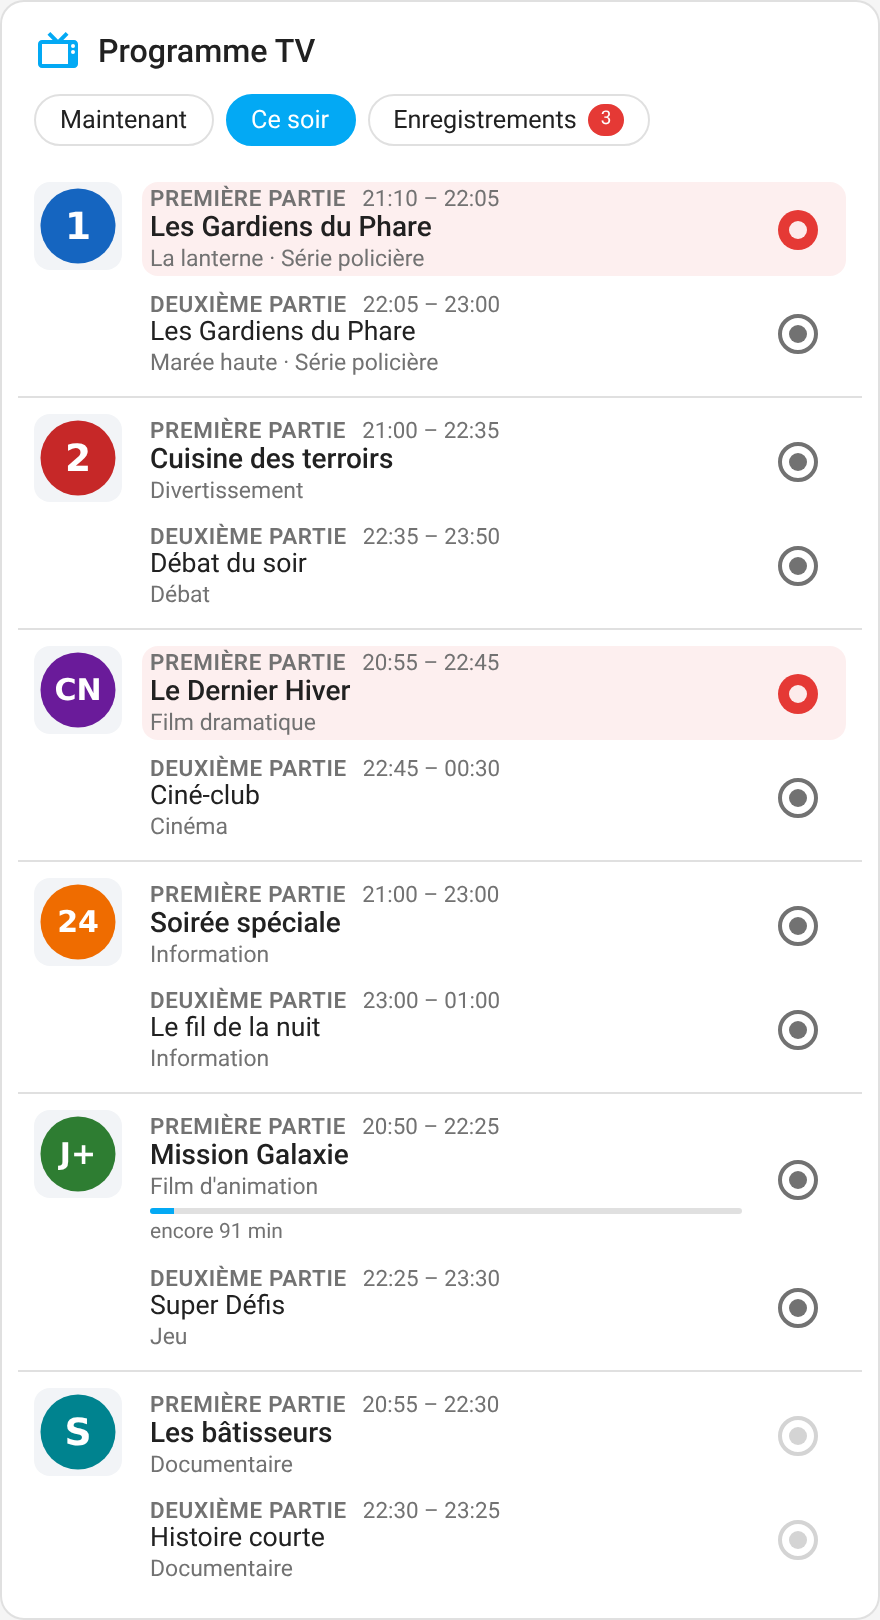 Programme TV
Maintenant
Ce soir
Enregistrements 3
1
PREMIÈRE PARTIE 21:10 – 22:05
Les Gardiens du Phare
La lanterne · Série policière
DEUXIÈME PARTIE 22:05 – 23:00
Les Gardiens du Phare
Marée haute · Série policière
2
PREMIÈRE PARTIE 21:00 – 22:35
Cuisine des terroirs
Divertissement
DEUXIÈME PARTIE 22:35 – 23:50
Débat du soir
Débat
CN
PREMIÈRE PARTIE 20:55 – 22:45
Le Dernier Hiver
Film dramatique
DEUXIÈME PARTIE 22:45 – 00:30
Ciné-club
Cinéma
24
PREMIÈRE PARTIE 21:00 – 23:00
Soirée spéciale
Information
DEUXIÈME PARTIE 23:00 – 01:00
Le fil de la nuit
Information
J+
PREMIÈRE PARTIE 20:50 – 22:25
Mission Galaxie
Film d'animation
encore 91 min
DEUXIÈME PARTIE 22:25 – 23:30
Super Défis
Jeu
S
PREMIÈRE PARTIE 20:55 – 22:30
Les bâtisseurs
Documentaire
DEUXIÈME PARTIE 22:30 – 23:25
Histoire courte
Documentaire